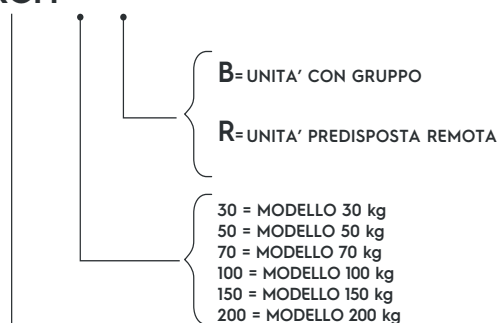 B= UNITA' CON GRUPPO
R= UNITA' PREDISPOSTA REMOTA
30 = MODELLO 30 kg
50 = MODELLO 50 kg
70 = MODELLO 70 kg
100 = MODELLO 100 kg
150 = MODELLO 150 kg
200 = MODELLO 200 kg